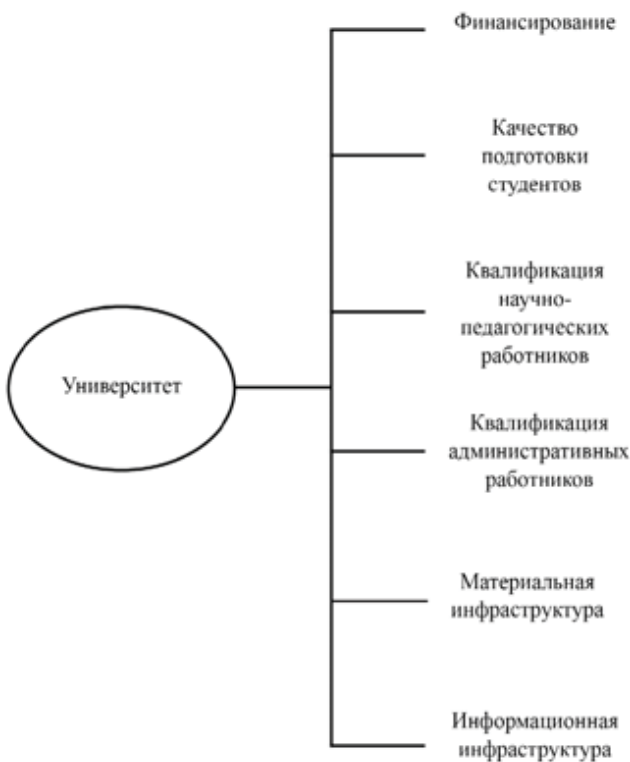 Финансирование
Качество
подготовки
студентов
Квалификация
научно-
педагогических
работников
Университет
Квалификация
административных
работников
Материальная
инфраструктура
Информационная
инфраструктура